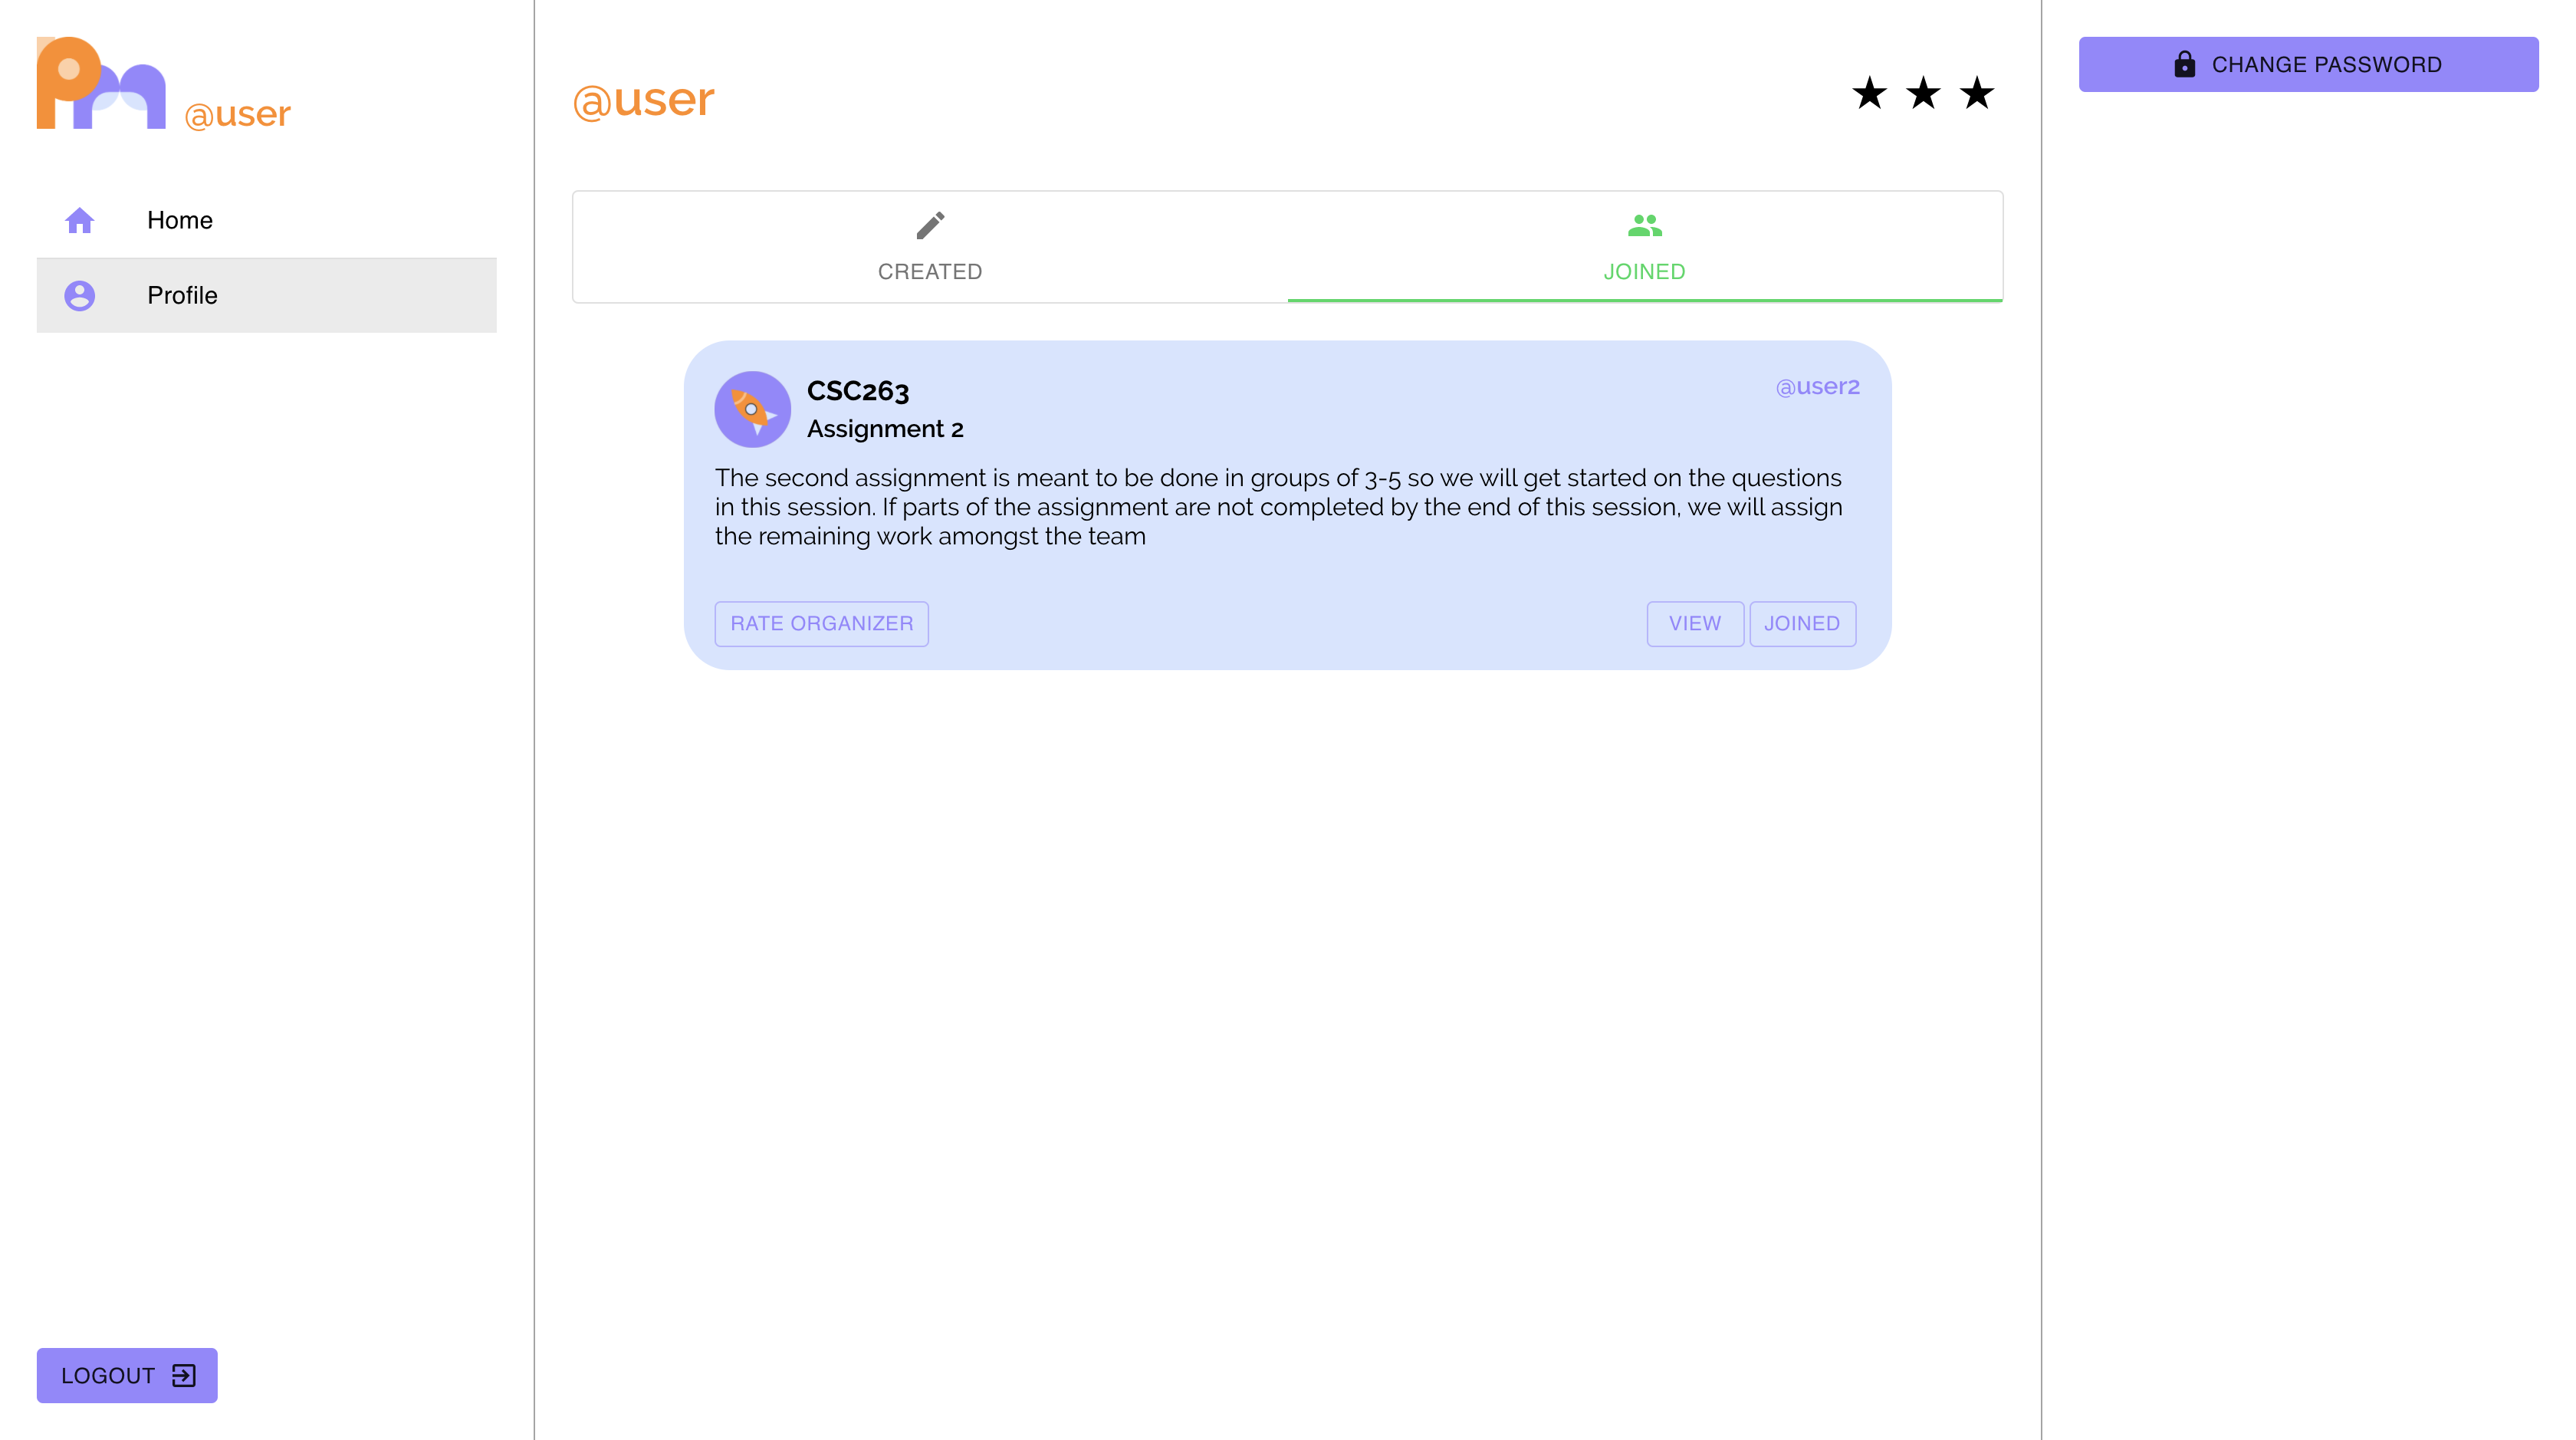 @user
Home
Profile
LOGOUT
@user
CREATED
JOINED
CSC263
@user2
Assignment 2
The second assignment is meant to be done in groups of 3-5 so we will get started on the questions
in this session. If parts of the assignment are not completed by the end of this session, we will assign
the remaining work amongst the team
RATE ORGANIZER
VIEW
JOINED
CHANGE PASSWORD